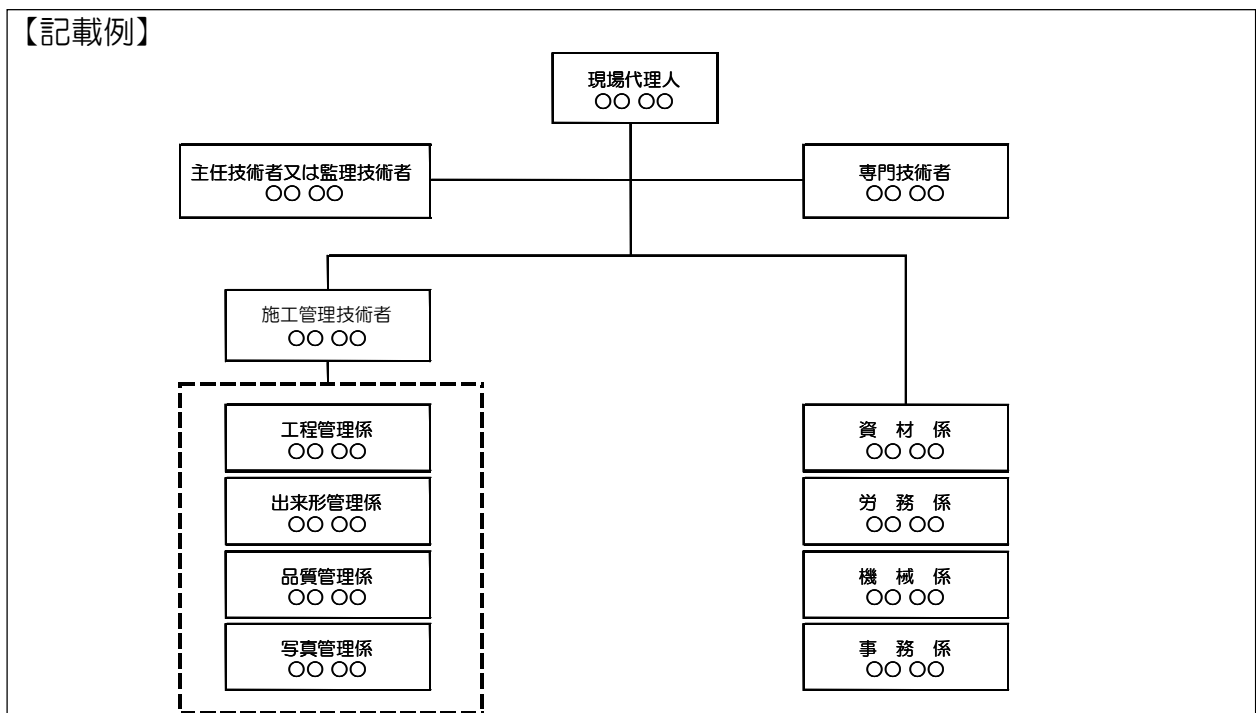 【記載例】
現場代理人
○○ ○○
主任技術者又は監理技術者
○○ ○○
専門技術者
○○ ○○
施工管理技術者
○○ ○○
工程管理係
○○ ○○
出来形管理係
○○ ○○
品質管理係
○○ ○○
写真管理係
○○ ○○
資 材 係
○○ ○○
労 務 係
○○ ○○
機 械 係
○○ ○○
事 務 係
○○ ○○